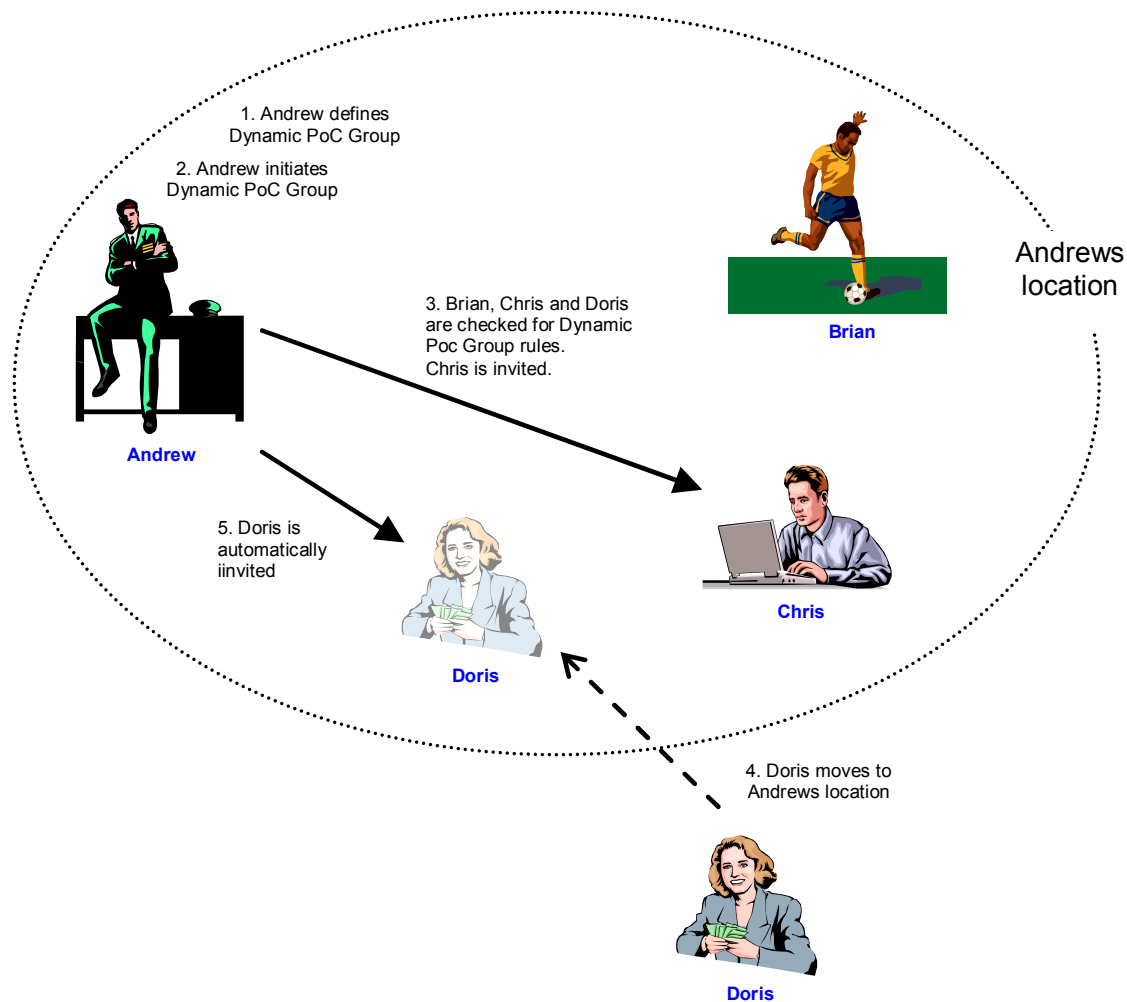 1. Andrew defines
Dynamic PoC Group
2. Andrew initiates
Dynamic PoC Group
Andrews
location
3. Brian, Chris and Doris
are checked for Dynamic
Poc Group rules.
Chris is invited.
Brian
Andrew
5. Doris is
automatically
iinvited
Chris
Doris
4. Doris moves to
Andrews location
Doris